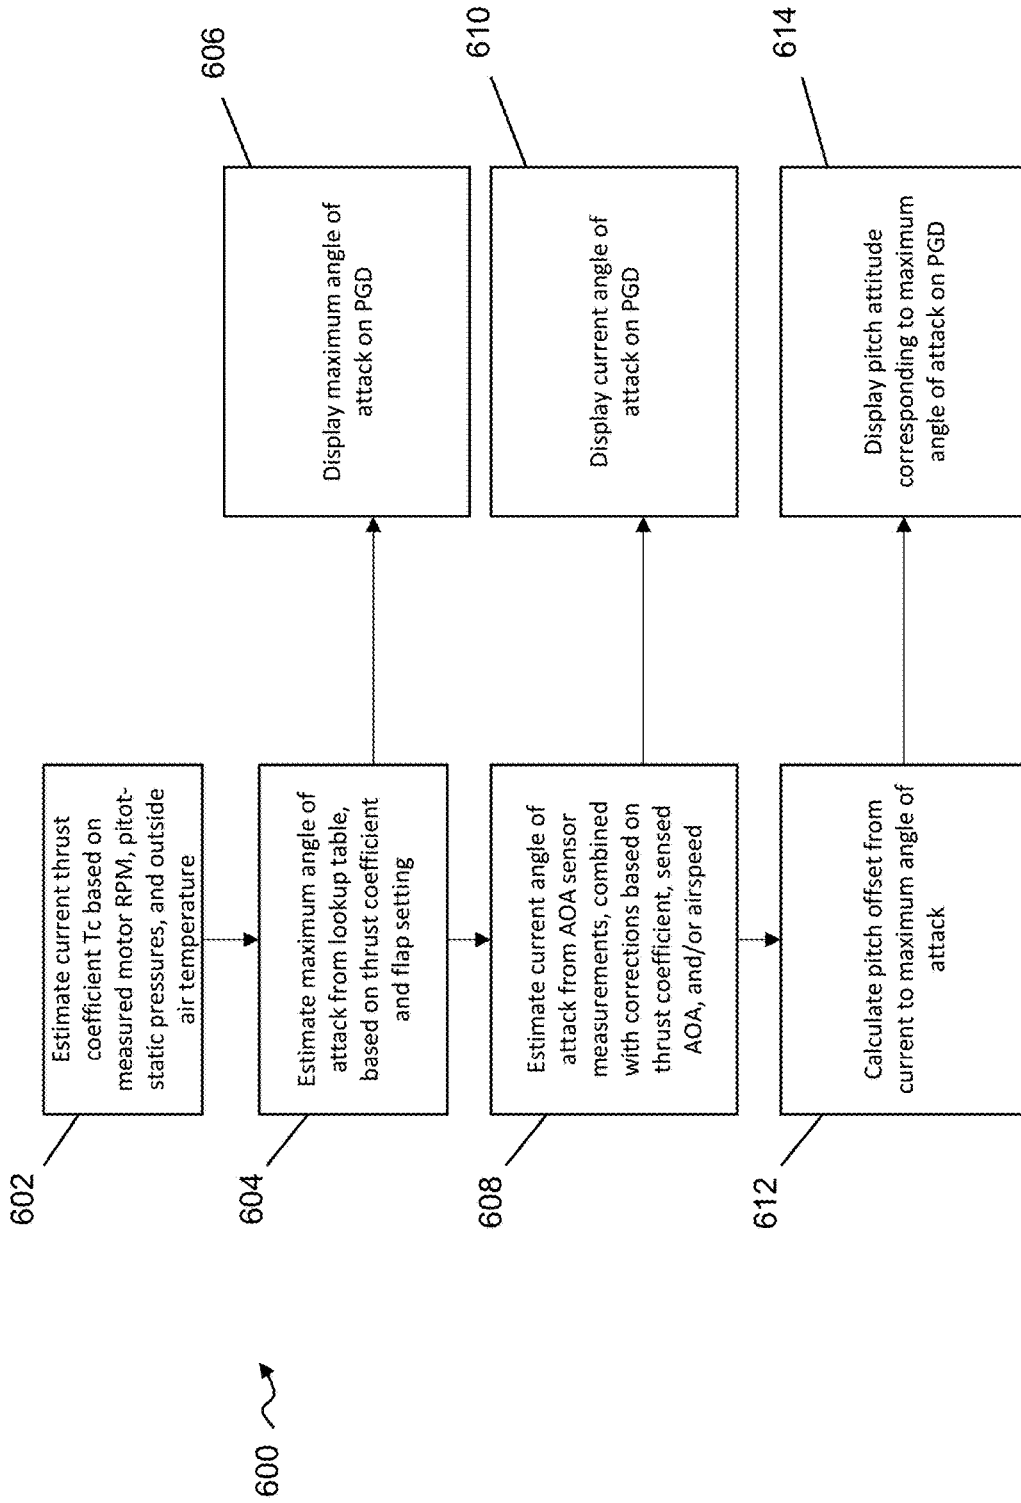 600
602
Estimate current thrust
coefficient Tc based on
measured motor RPM, pitot-
static pressures, and outside
air temperature
604
Estimate maximum angle of
attack from lookup table,
based on thrust coefficient
and flap setting
606
Display maximum angle of
attack on PGD
608
Estimate current angle of
attack from AOA sensor
measurements, combined
with corrections based on
thrust coefficient, sensed
AOA, and/or airspeed
610
Display current angle of
attack on PGD
612
Calculate pitch offset from
current to maximum angle of
attack
614
Display pitch attitude
corresponding to maximum
angle of attack on PGD